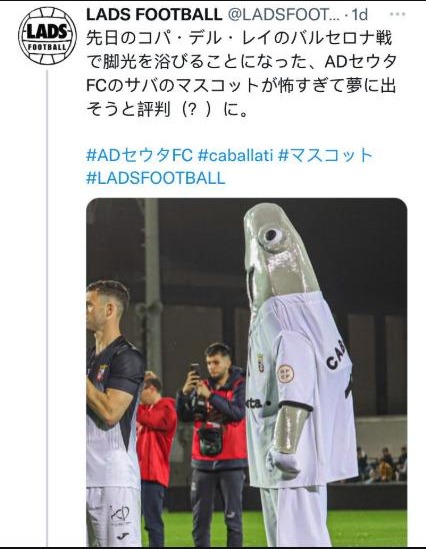 LADS FOOTBALL @LADSFOOT... · 1d ···
LADS
FOOTBALL
先日のコパ・デル・レイのバルセロナ戦
で脚光を浴びることになった、ADセウタ
FCのサバのマスコットが怖すぎて夢に出
そうと評判（？）に。
#ADセウタFC #caballati #マスコット
#LADSFOOTBALL
CAB